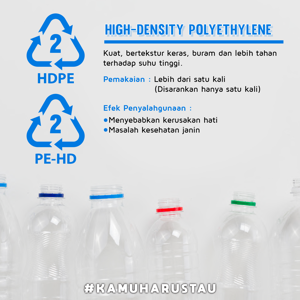 HIGH-DENSITY POLYETHYLENE
2
HDPE
Kuat, bertekstur keras, buram dan lebih tahan
terhadap suhu tinggi.
Pemakaian : Lebih dari satu kali
(Disarankan hanya satu kali)
2
PE-HD
Efek Penyalahgunaan :
•Menyebabkan kerusakan hati
•Masalah kesehatan janin
#KAMUHARUSTAU